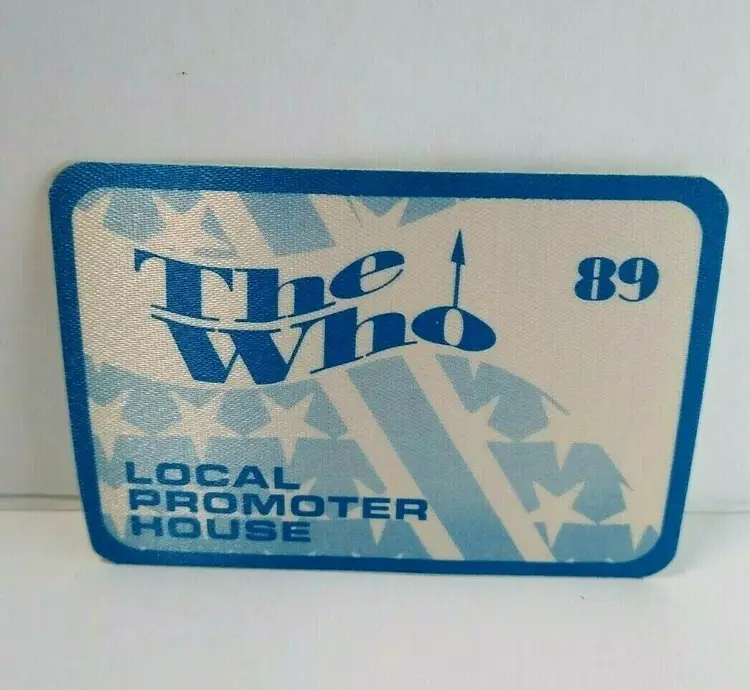 The
Who
89
LOCAL
PROMOTER
HOUSE